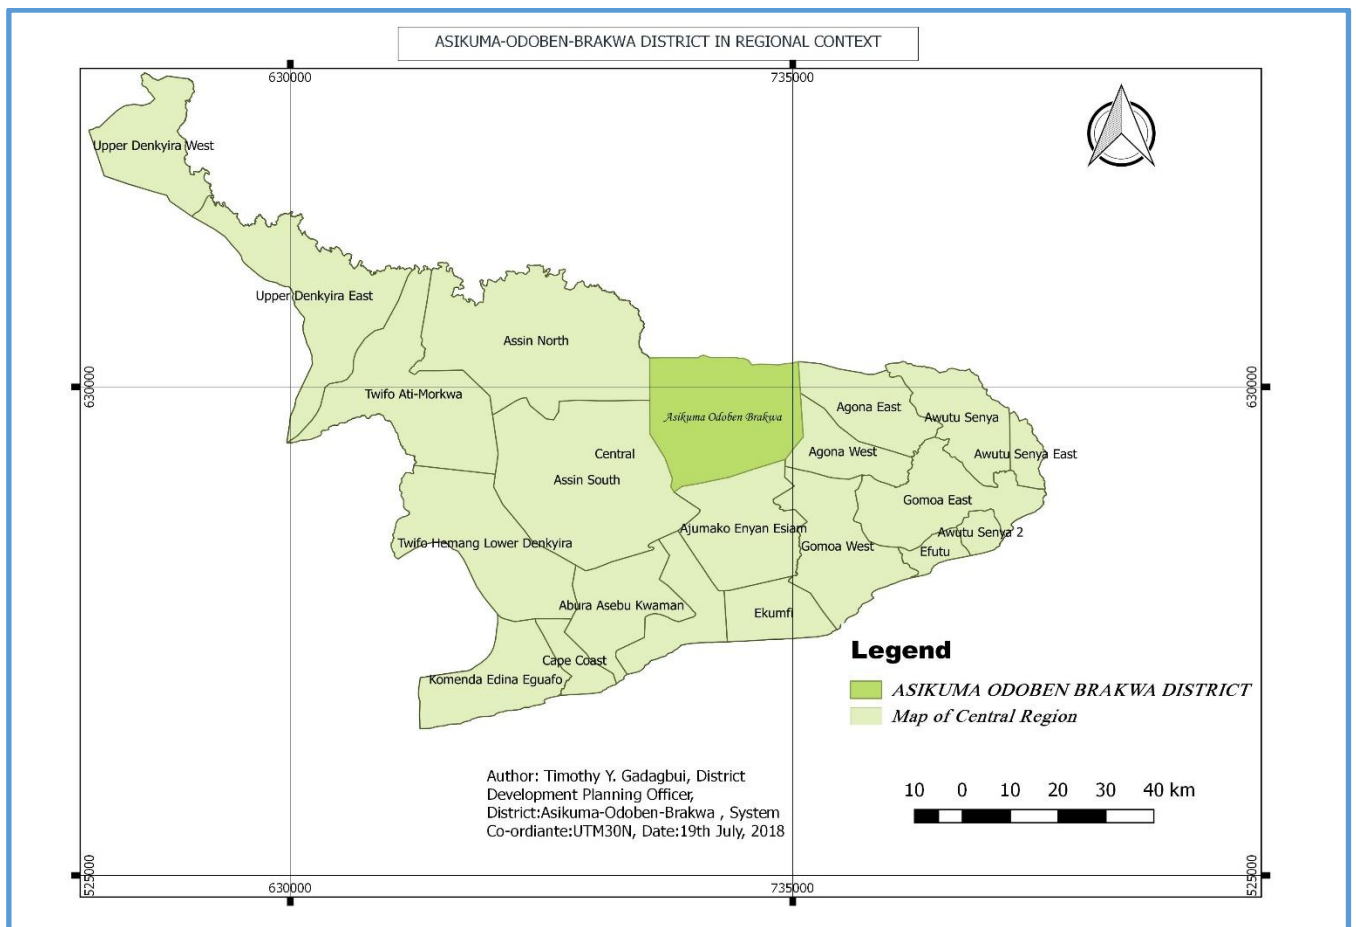 ASIKUMA-ODOBEN-BRAKWA DISTRICT IN REGIONAL CONTEXT
630000
735000
Upper Denkyira West
Upper Denkyira East
Assin North
630000
630000
Twifo Ati-Morkwa
Asikuma Odoben Brakwa
Agona East
Awutu Senya
Central
Agona West
Awutu Senya East
Assin South
Gomoa East
Ajumako Enyan Esiam
Awutu Senya 2
Twifo Hemang Lower Denkyira
Gomoa West
Efutu
Abura Asebu Kwaman
Ekumfi
Cape Coast
Komenda Edina Eguafo
Legend
ASIKUMA ODOBEN BRAKWA DISTRICT
Map of Central Region
Author: Timothy Y. Gadagbui, District
Development Planning Officer,
District:Asikuma-Odoben-Brakwa , System
Co-ordiante:UTM30N, Date:19th July, 2018
10 0 10 20 30 40 km
525000
525000
630000
735000